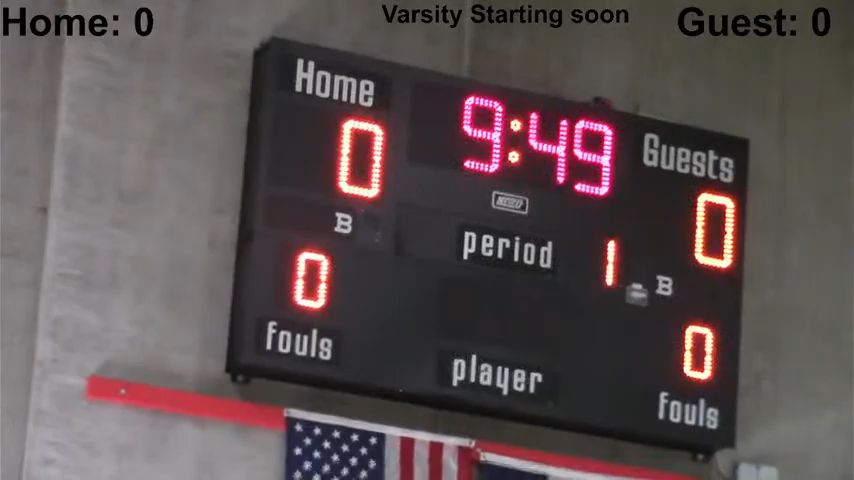 Home: 0
Varsity Starting soon
Guest: 0
Home
9:49
Guests
0
0
B
period
1
B
0
0
fouls
player
fouls